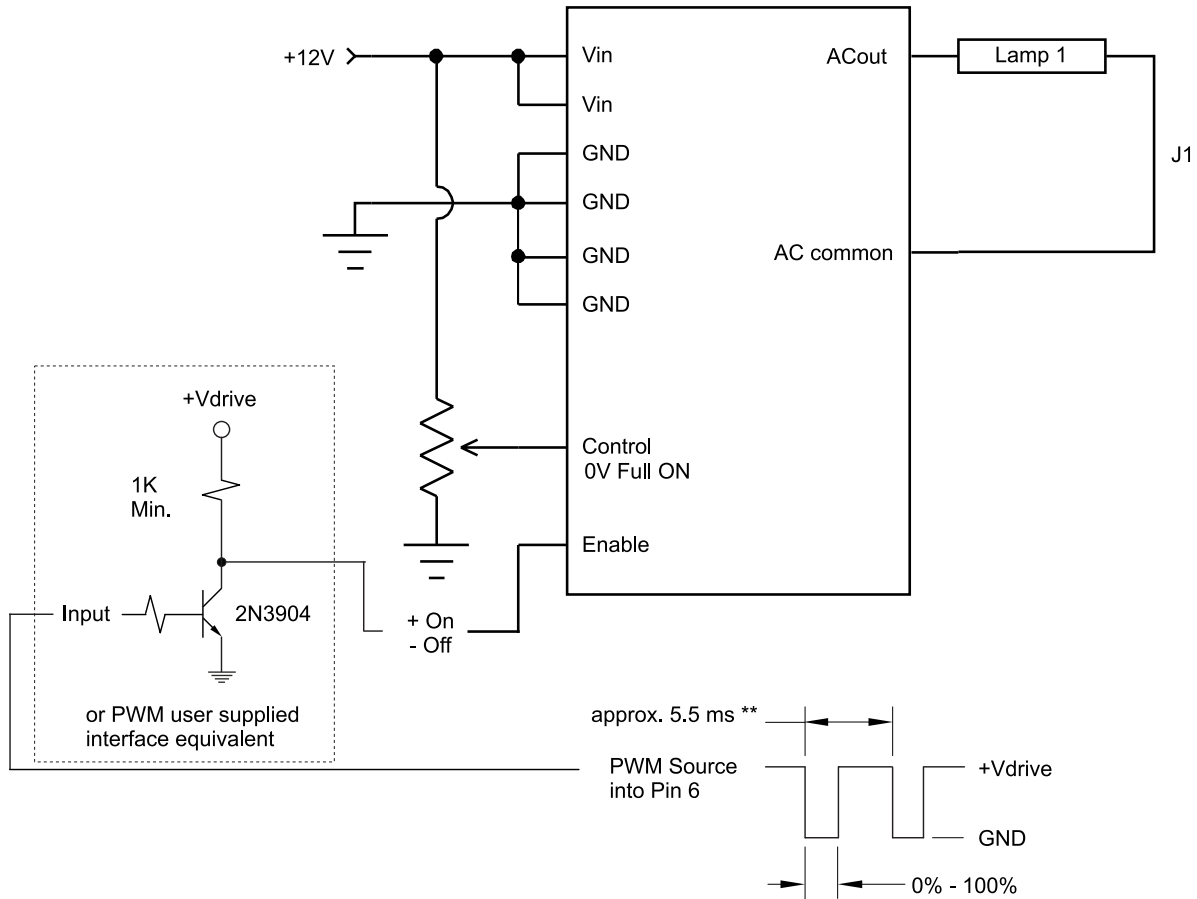 +12V
Vin
ACout
Lamp 1
Vin
GND
J1
GND
GND
AC common
GND
+Vdrive
1K
Min.
Control
0V Full ON
Enable
Input
2N3904
+ On
- Off
or PWM user supplied
interface equivalent
approx. 5.5 ms **
PWM Source
into Pin 6
+Vdrive
GND
0% - 100%